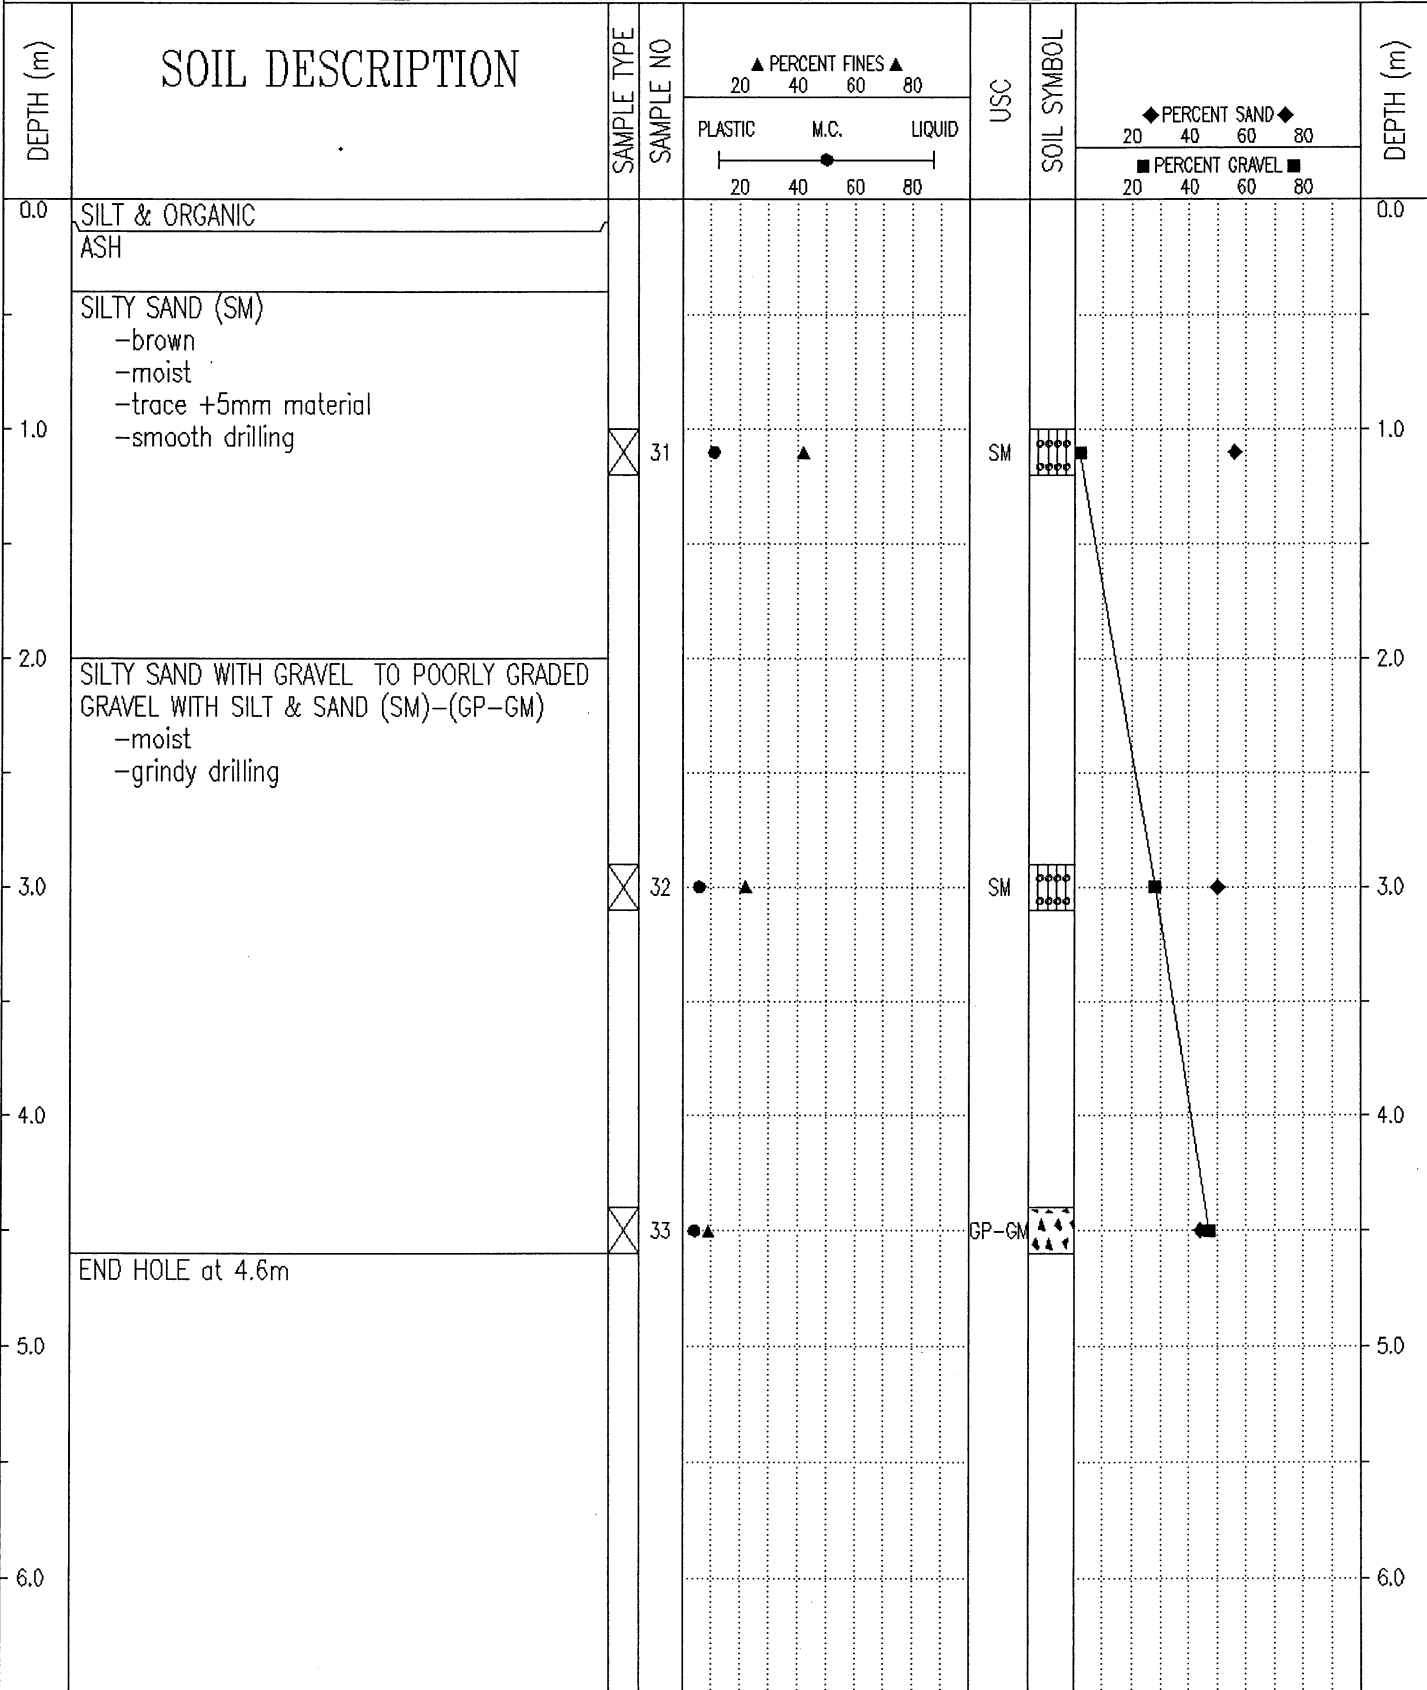 DEPTH (m)
SOIL DESCRIPTION
SAMPLE TYPE
SAMPLE NO
▲ PERCENT FINES ▲
20 40 60 80
PLASTIC M.C. LIQUID
20 40 60 80
USC
SOIL SYMBOL
◆ PERCENT SAND ◆
20 40 60 80
■ PERCENT GRAVEL ■
20 40 60 80
DEPTH (m)
0.0 SILT & ORGANIC 0.0
ASH
SILTY SAND (SM)
-brown
-moist
-trace +5mm material
1.0 -smooth drilling 1.0
31 SM
2.0 2.0
SILTY SAND WITH GRAVEL TO POORLY GRADED
GRAVEL WITH SILT & SAND (SM)-(GP-GM)
-moist
-grindy drilling
3.0 32 SM 3.0
4.0 4.0
33 GP-GM
END HOLE at 4.6m
5.0 5.0
6.0 6.0